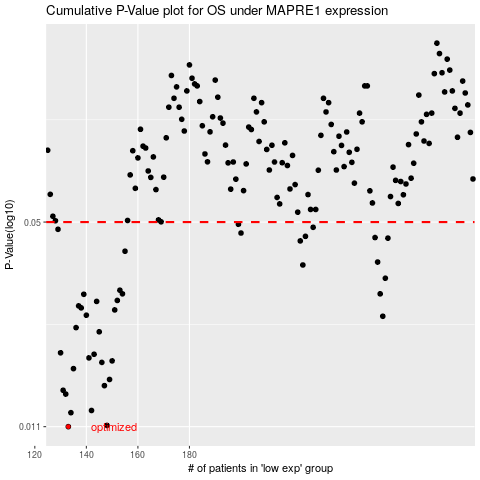 Cumulative P-Value plot for OS under MAPRE1 expression
P-Value(log10)
0.05
0.011
optimized
120 140 160 180
# of patients in 'low exp' group